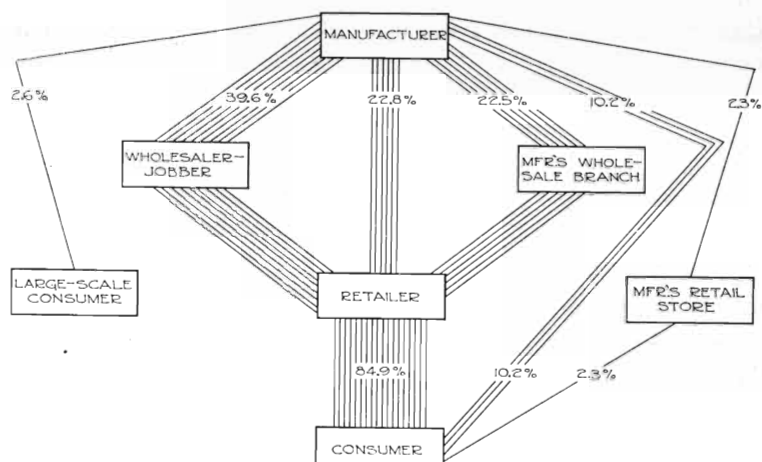 MANUFACTURER
2.6%
39.6%
22.8%
22.5%
10.2%
2.3%
WHOLESALER-
JOBBER
MFR'S WHOLE-
SALE BRANCH
LARGE-SCALE
CONSUMER
RETAILER
MFR'S RETAIL
STORE
84.9%
10.2%
2.3%
CONSUMER